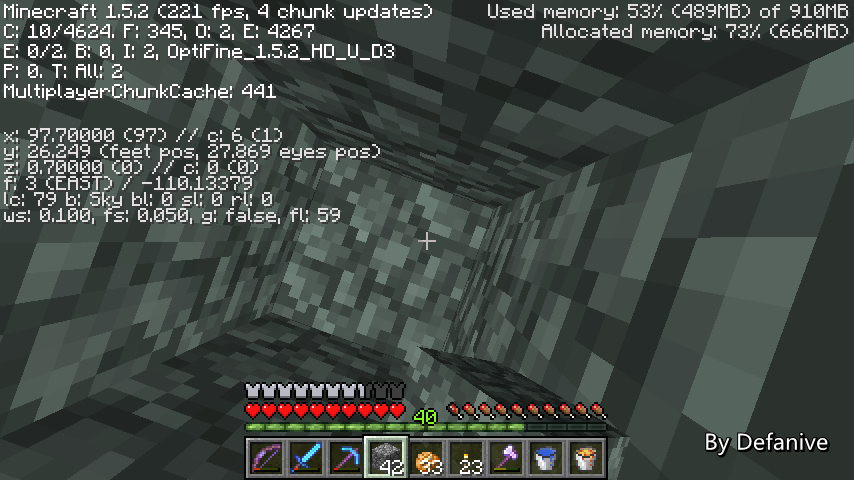 Minecraft 1.5.2 (221 fps, 4 chunk updates)
C: 10/4624. F: 345, O: 2, E: 4267
E: 0/2. B: 0, I: 2, OptiFine_1.5.2_HD_U_D3
P: 0. T: All: 2
MultiplayerChunkCache: 441
x: 97.70000 (97) // c: 6 (1)
y: 26.249 (feet pos, 27.869 eyes pos)
z: 0.70000 (0) // c: 0 (0)
f: 3 (EAST) / -110.13379
lc: 79 b: Sky bl: 0 sl: 0 rl: 0
ws: 0.100, fs: 0.050, g: false, fl: 59
Used memory: 53% (489MB) of 910MB
Allocated memory: 73% (666MB)
40
42 33 23
By Defanive